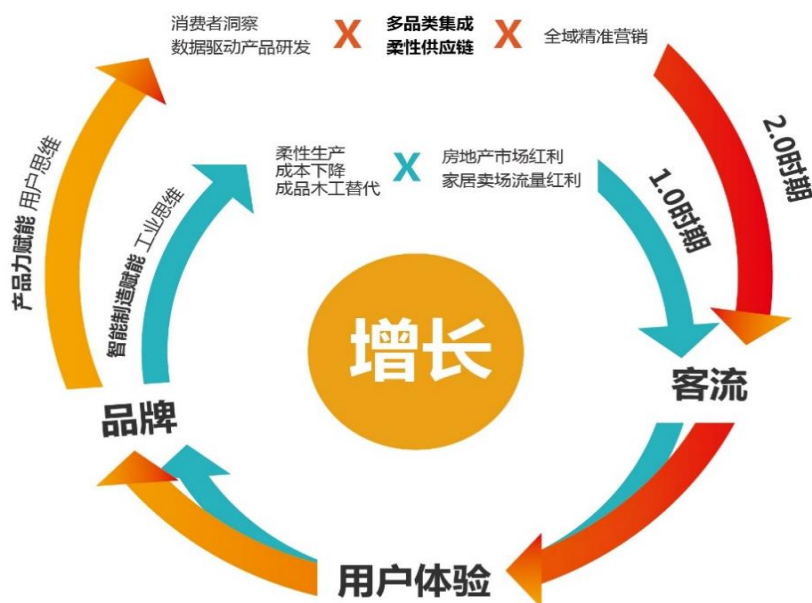 消费者洞察
数据驱动产品研发
X
多品类集成
柔性供应链
X
全域精准营销
产品力赋能 用户思维
2.0时期
柔性生产
成本下降
成品木工替代
X
房地产市场红利
家居卖场流量红利
智能制造赋能 工业思维
1.0时期
增长
品牌
客流
用户体验